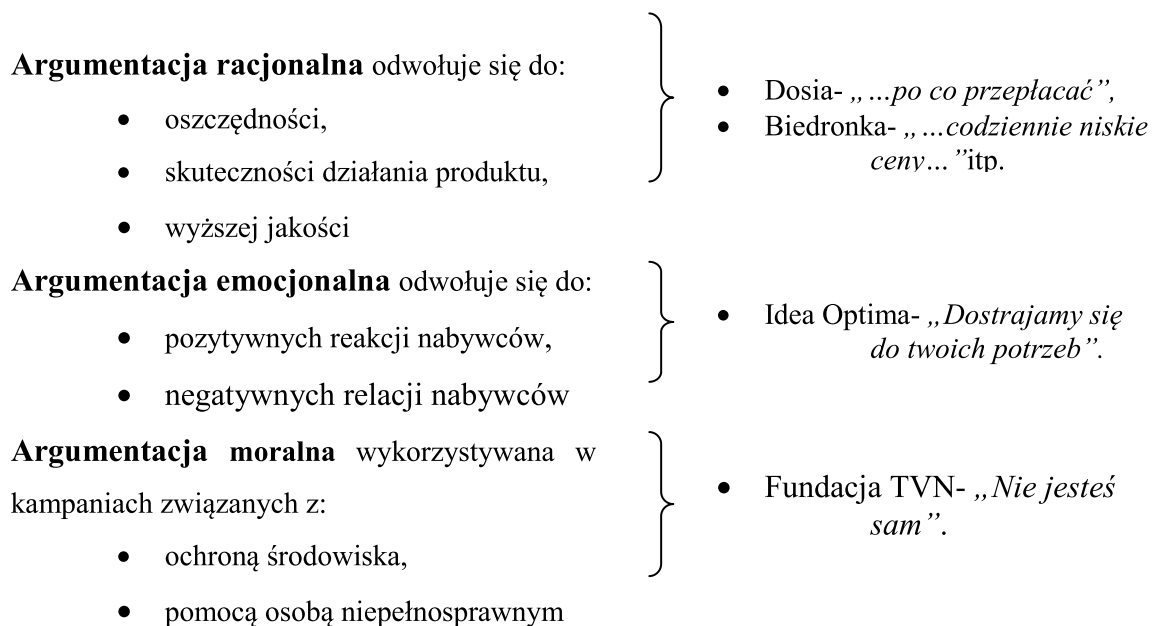 Argumentacja racjonalna odwołuje się do:
• oszczędności,
• skuteczności działania produktu,
• wyższej jakości
• Dosia- „…po co przepłacać”,
• Biedronka- „…codziennie niskie
ceny…”itp.
Argumentacja emocjonalna odwołuje się do:
• pozytywnych reakcji nabywców,
• negatywnych relacji nabywców
• Idea Optima- „Dostrajamy się
do twoich potrzeb”.
Argumentacja moralna wykorzystywana w
kampaniach związanych z:
• ochroną środowiska,
• pomocą osobą niepełnosprawnym
• Fundacja TVN- „Nie jesteś
sam”.